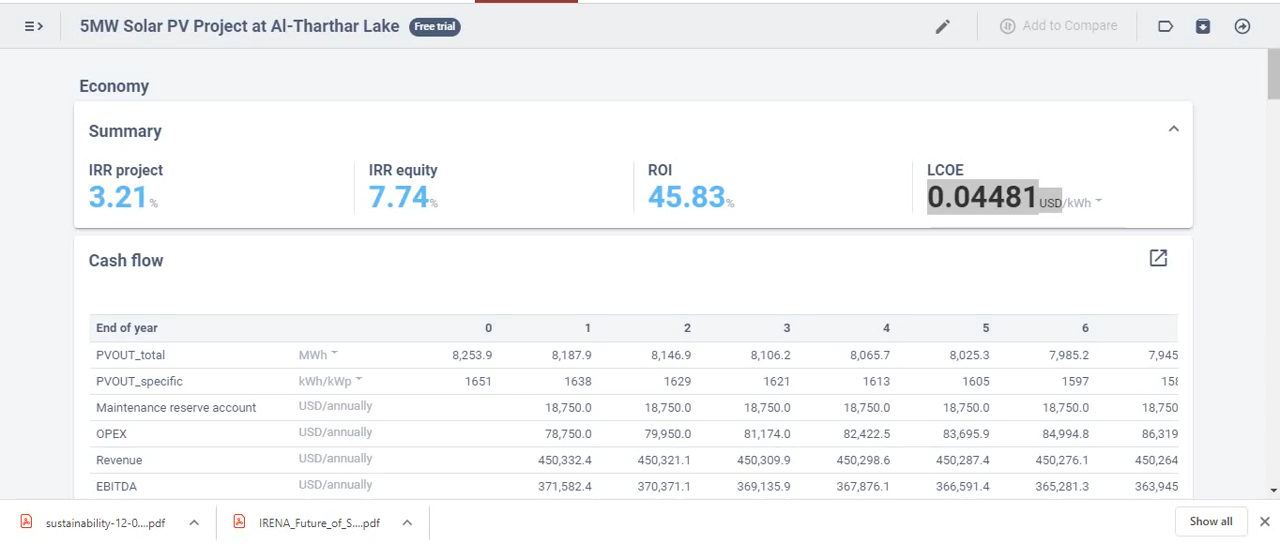 5MW Solar PV Project at Al-Tharthar Lake Free trial Add to Compare
Economy
Summary
IRR project IRR equity ROI LCOE
3.21% 7.74% 45.83% 0.04481 USD/kWh
Cash flow
End of year 0 1 2 3 4 5 6
PVOUT_total MWh 8,253.9 8,187.9 8,146.9 8,106.2 8,065.7 8,025.3 7,985.2 7,945
PVOUT_specific kWh/kWp 1651 1638 1629 1621 1613 1605 1597 158
Maintenance reserve account USD/annually 18,750.0 18,750.0 18,750.0 18,750.0 18,750.0 18,750.0 18,750
OPEX USD/annually 78,750.0 79,950.0 81,174.0 82,422.5 83,695.9 84,994.8 86,319
Revenue USD/annually 450,332.4 450,321.1 450,309.9 450,298.6 450,287.4 450,276.1 450,264
EBITDA USD/annually 371,582.4 370,371.1 369,135.9 367,876.1 366,591.4 365,281.3 363,945
sustainability-12-0....pdf IRENA_Future_of_S....pdf Show all